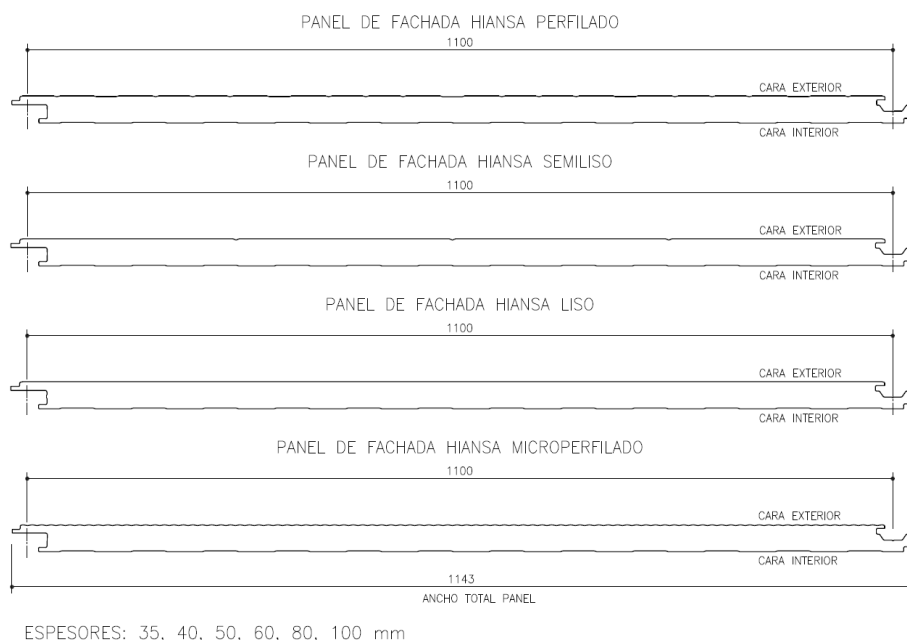 PANEL DE FACHADA HIANSA PERFILADO
1100
CARA EXTERIOR
CARA INTERIOR
PANEL DE FACHADA HIANSA SEMILISO
1100
CARA EXTERIOR
CARA INTERIOR
PANEL DE FACHADA HIANSA LISO
1100
CARA EXTERIOR
CARA INTERIOR
PANEL DE FACHADA HIANSA MICROPERFILADO
1100
CARA EXTERIOR
CARA INTERIOR
1143
ANCHO TOTAL PANEL
ESPESORES: 35, 40, 50, 60, 80, 100 mm